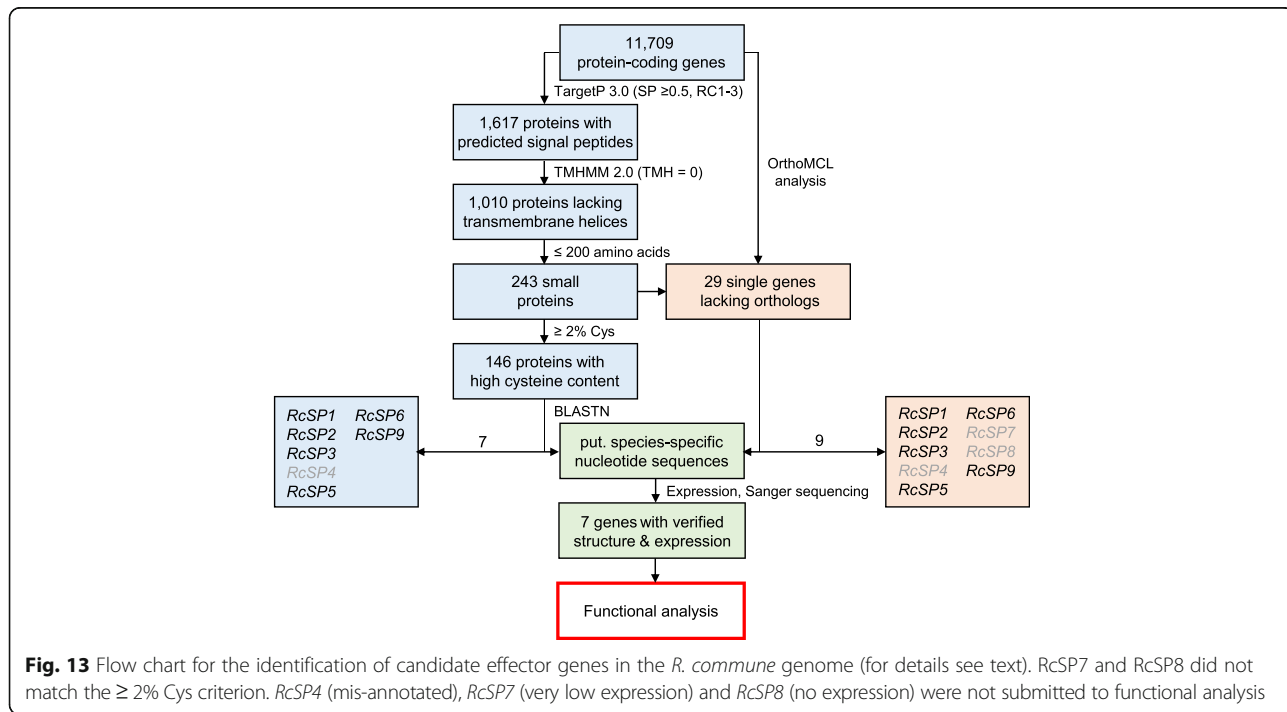 11,709
protein-coding genes
TargetP 3.0 (SP ≥0.5, RC1-3)
1,617 proteins with
predicted signal peptides
TMHMM 2.0 (TMH = 0)
OrthoMCL
analysis
1,010 proteins lacking
transmembrane helices
≤ 200 amino acids
243 small
proteins
29 single genes
lacking orthologs
≥ 2% Cys
146 proteins with
high cysteine content
BLASTN
RcSP1 RcSP6
RcSP2 RcSP9
RcSP3
RcSP4
RcSP5
7
put. species-specific
nucleotide sequences
9
RcSP1 RcSP6
RcSP2 RcSP7
RcSP3 RcSP8
RcSP4 RcSP9
RcSP5
Expression, Sanger sequencing
7 genes with verified
structure & expression
Functional analysis
Fig. 13 Flow chart for the identification of candidate effector genes in the R. commune genome (for details see text). RcSP7 and RcSP8 did not
match the ≥ 2% Cys criterion. RcSP4 (mis-annotated), RcSP7 (very low expression) and RcSP8 (no expression) were not submitted to functional analysis